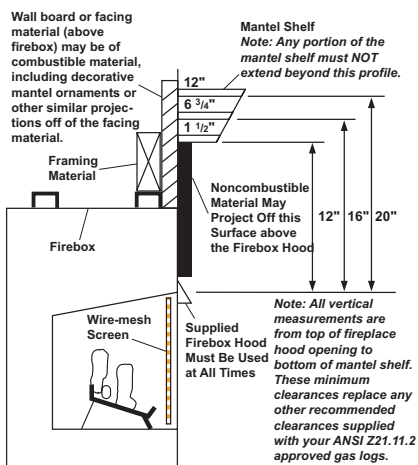 Wall board or facing
material (above
firebox) may be of
combustible material,
including decorative
mantel ornaments or
other similar projec-
tions off of the facing
material.
Mantel Shelf
Note: Any portion of the
mantel shelf must NOT
extend beyond this profile.
12"
6 3/4"
1 1/2"
Framing
Material
Noncombustible
Material May
Project Off this
Surface above
the Firebox Hood
12" 16" 20"
Firebox
Wire-mesh
Screen
Supplied
Firebox Hood
Must Be Used
at All Times
Note: All vertical
measurements are
from top of fireplace
hood opening to
bottom of mantel shelf.
These minimum
clearances replace any
other recommended
clearances supplied
with your ANSI Z21.11.2
approved gas logs.